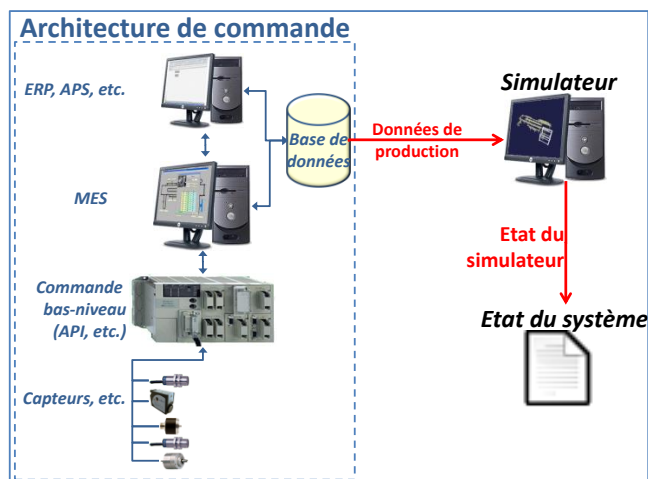 Architecture de commande
ERP, APS, etc.
MES
Commande
bas-niveau
(API, etc.)
Capteurs, etc.
Base de
données
Données de
production
Simulateur
Etat du
simulateur
Etat du système